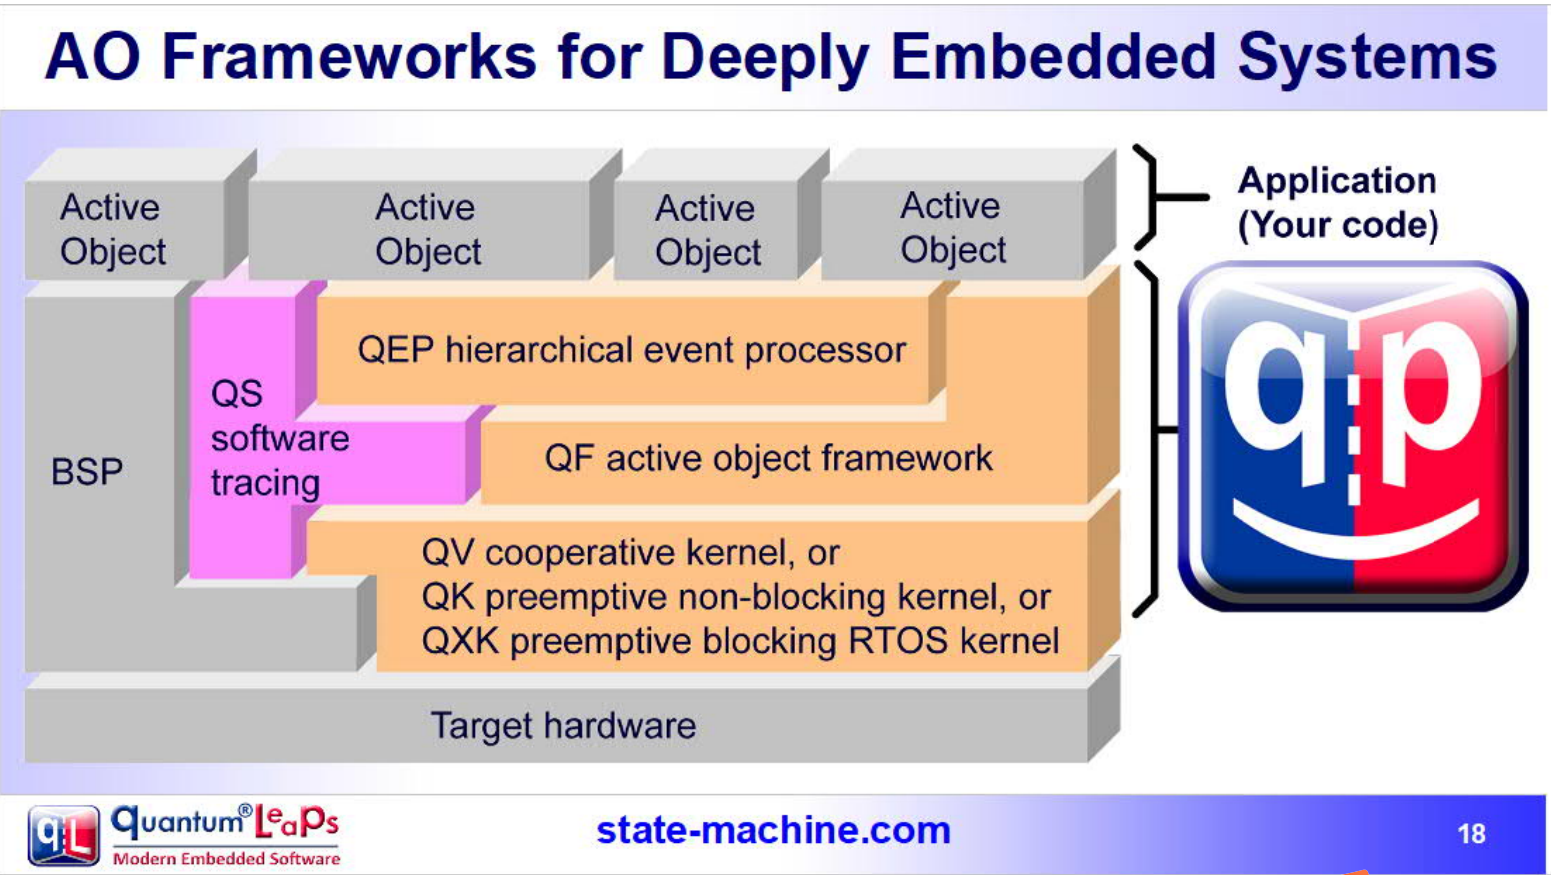 AO Frameworks for Deeply Embedded Systems
Active
Object
Active
Object
Active
Object
Active
Object
Application
(Your code)
BSP
QS
software
tracing
QEP hierarchical event processor
QF active object framework
QV cooperative kernel, or
QK preemptive non-blocking kernel, or
QXK preemptive blocking RTOS kernel
Target hardware
qp
qL
quantum®LeaPs
Modern Embedded Software
state-machine.com
18